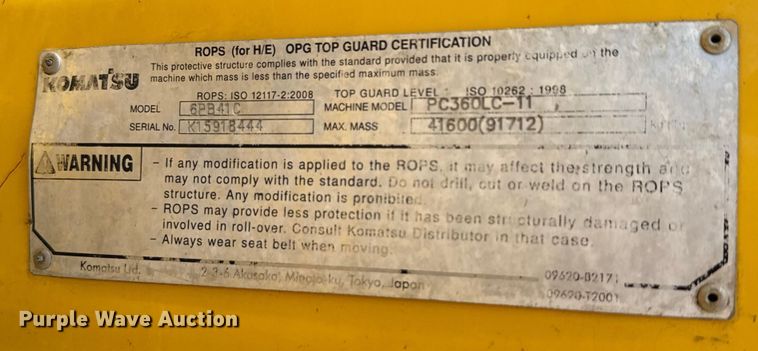 ROPS (for H/E) OPG TOP GUARD CERTIFICATION
This protective structure complies with the standard provided that it is properly equipped on the
machine which mass is less than the specified maximum mass.
KOMATSU
ROPS: ISO 12117-2:2008 TOP GUARD LEVEL ISO 10262 : 1998
MODEL 6PB41C MACHINE MODEL PC360LC-11
SERIAL No. K15918444 MAX. MASS 41600(91712)
WARNING
- If any modification is applied to the ROPS, it may affect the strength and
may not comply with the standard. Do not drill, cut or weld on the ROPS
structure. Any modification is prohibited.
- ROPS may provide less protection if it has been structurally damaged or
involved in roll-over. Consult Komatsu Distributor in that case.
- Always wear seat belt when moving.
Komatsu Ltd. 2-3-6 Akasaka, Minato-ku, Tokyo, Japan
09620-B2171
09620-T2001
Purple Wave Auction